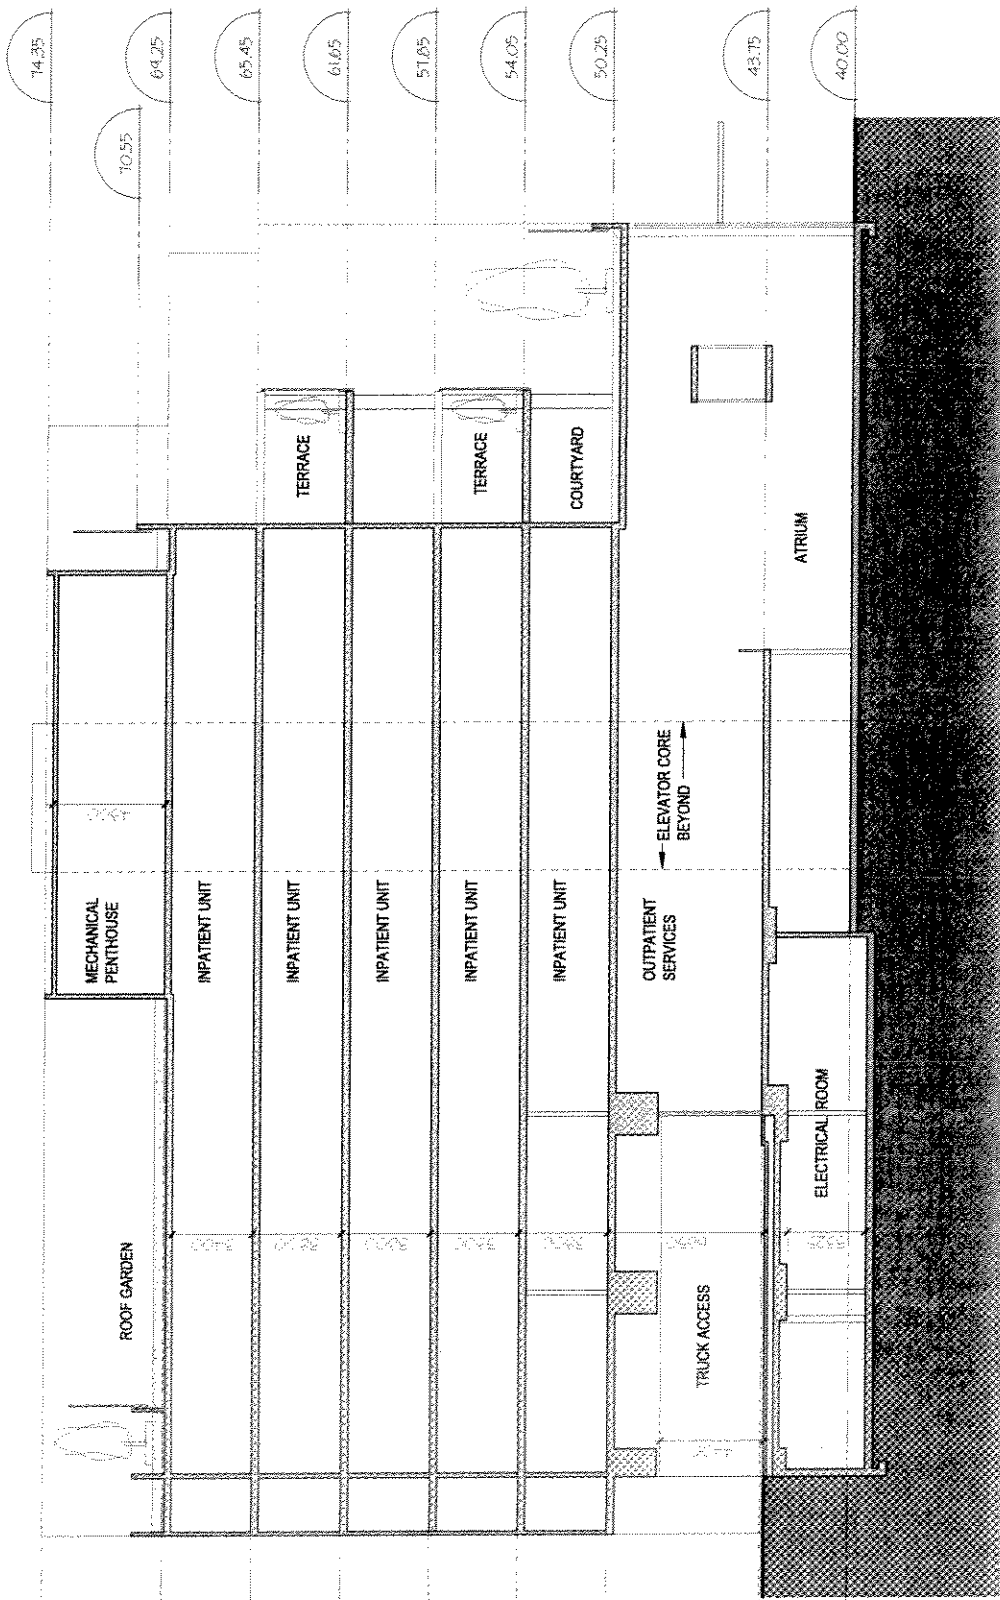 74.35
69.25
65.45
61.65
57.85
54.05
50.25
43.75
40.00
70.55
TERRACE
TERRACE
COURTYARD
ATRIUM
ELEVATOR CORE
BEYOND
MECHANICAL
PENTHOUSE
INPATIENT UNIT
INPATIENT UNIT
INPATIENT UNIT
INPATIENT UNIT
INPATIENT UNIT
OUTPATIENT
SERVICES
ELECTRICAL ROOM
ROOF GARDEN
TRUCK ACCESS